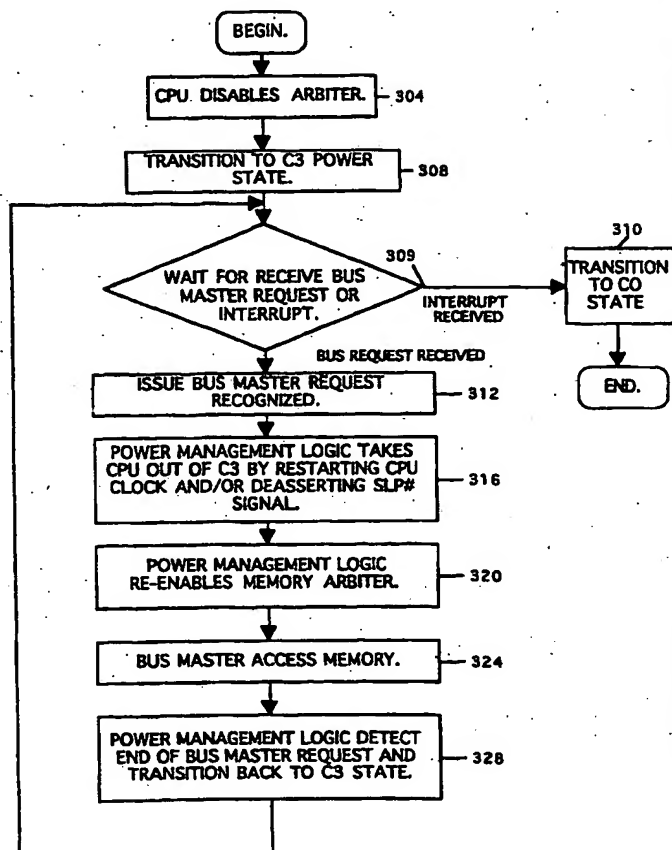 BEGIN.
CPU DISABLES ARBITER.
304
TRANSITION TO C3 POWER
STATE.
308
WAIT FOR RECEIVE BUS
MASTER REQUEST OR
INTERRUPT.
309
INTERRUPT
RECEIVED
310
TRANSITION
TO C0
STATE
END.
BUS REQUEST RECEIVED
ISSUE BUS MASTER REQUEST
RECOGNIZED.
312
POWER MANAGEMENT LOGIC TAKES
CPU OUT OF C3 BY RESTARTING CPU
CLOCK AND/OR DEASSERTING SLP#
SIGNAL.
316
POWER MANAGEMENT LOGIC
RE-ENABLES MEMORY ARBITER.
320
BUS MASTER ACCESS MEMORY.
324
POWER MANAGEMENT LOGIC DETECT
END OF BUS MASTER REQUEST AND
TRANSITION BACK TO C3 STATE.
328